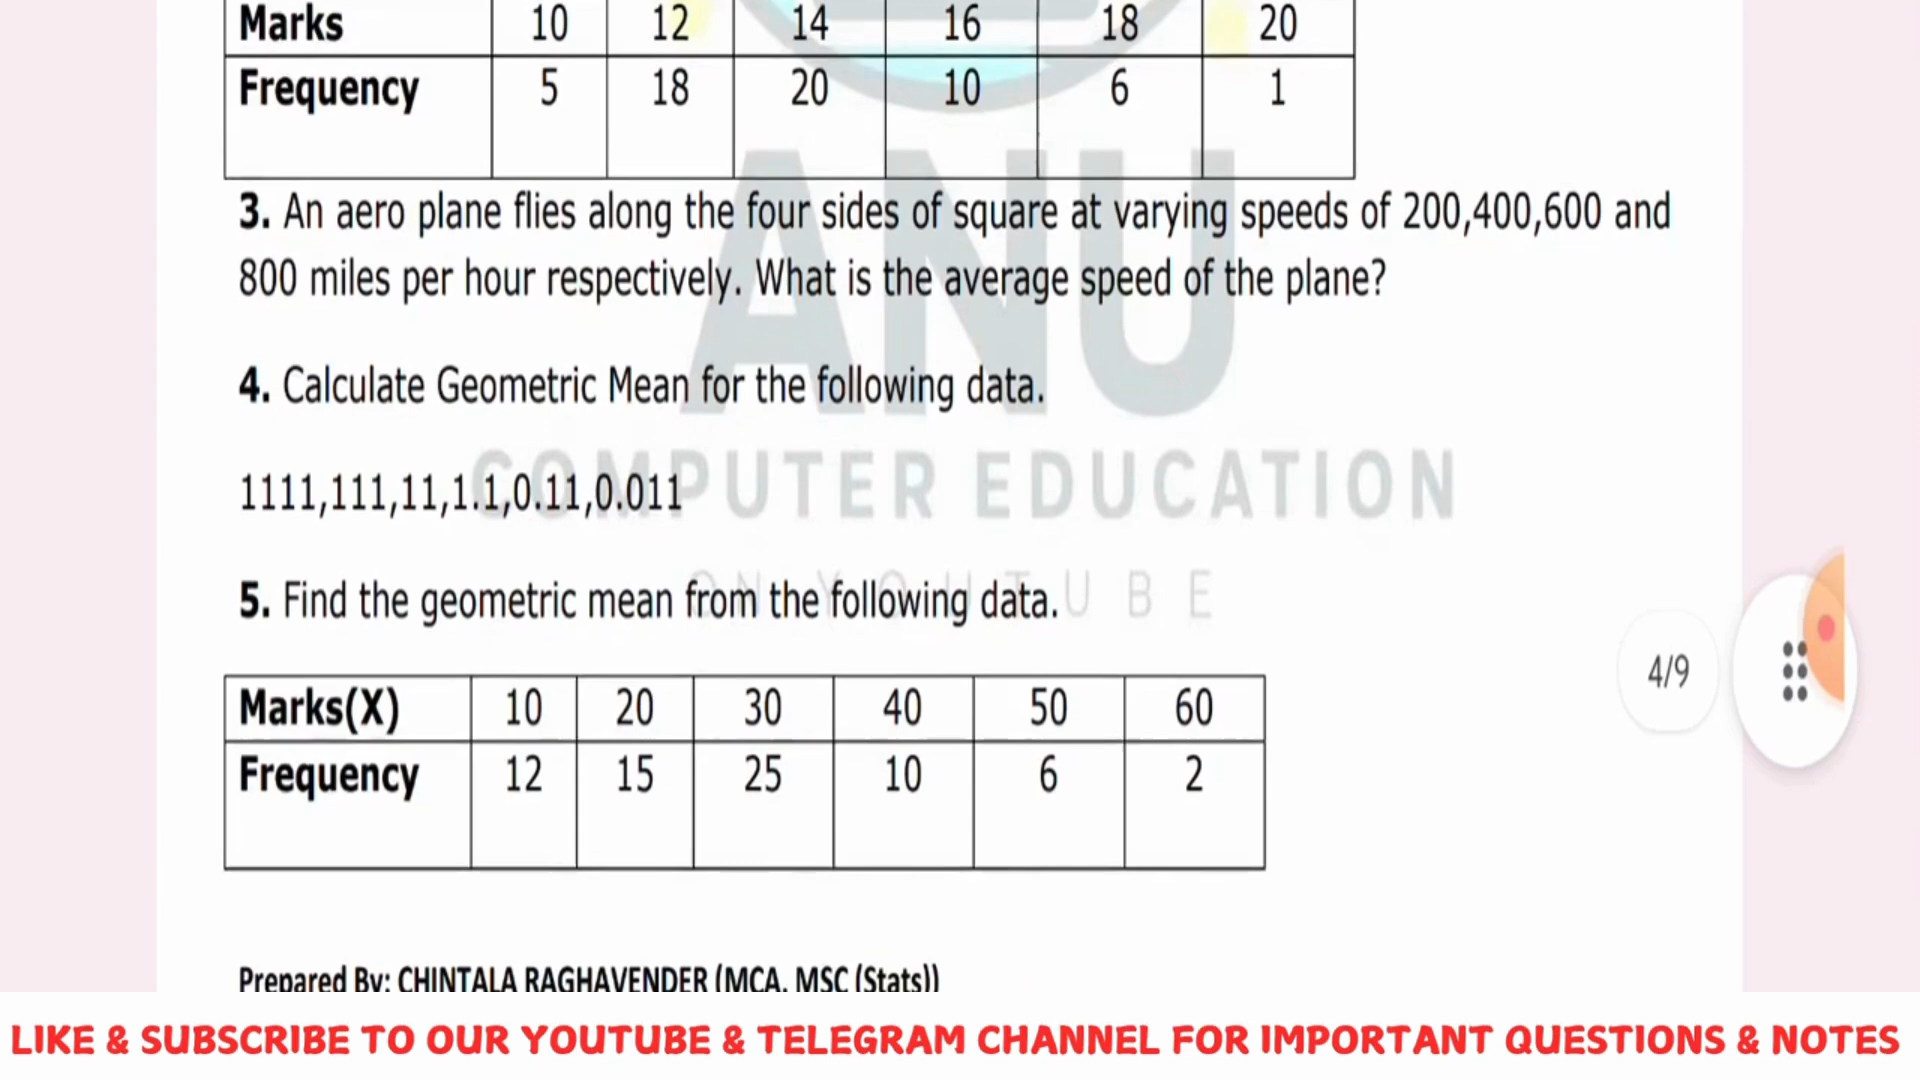 Marks 10 12 14 16 18 20
Frequency 5 18 20 10 6 1
3. An aero plane flies along the four sides of square at varying speeds of 200,400,600 and
800 miles per hour respectively. What is the average speed of the plane?
4. Calculate Geometric Mean for the following data.
1111,111,11,1.1,0.11,0.011
5. Find the geometric mean from the following data.
Marks(X) 10 20 30 40 50 60
Frequency 12 15 25 10 6 2
ANU
COMPUTER EDUCATION
ON YOUTUBE
4/9
Prepared By: CHINTALA RAGHAVENDER (MCA, MSC (Stats))
LIKE & SUBSCRIBE TO OUR YOUTUBE & TELEGRAM CHANNEL FOR IMPORTANT QUESTIONS & NOTES